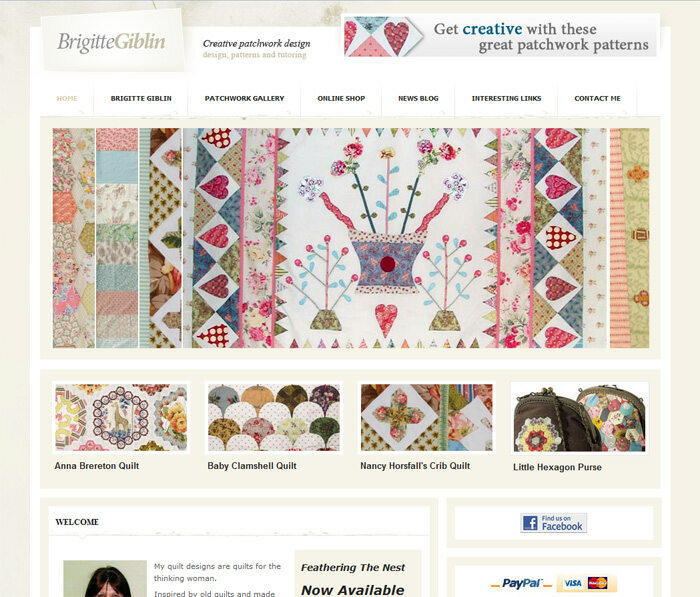 BrigitteGiblin
Creative patchwork design
design, patterns and tutoring
Get creative with these
great patchwork patterns
HOME
BRIGITTE GIBLIN
PATCHWORK GALLERY
ONLINE SHOP
NEWS BLOG
INTERESTING LINKS
CONTACT ME
Anna Brereton Quilt
Baby Clamshell Quilt
Nancy Horsfall's Crib Quilt
Little Hexagon Purse
WELCOME
My quilt designs are quilts for the
thinking woman.
Inspired by old quilts and made
Feathering The Nest
Now Available
Find us on
Facebook
PayPal
VISA
MasterCard